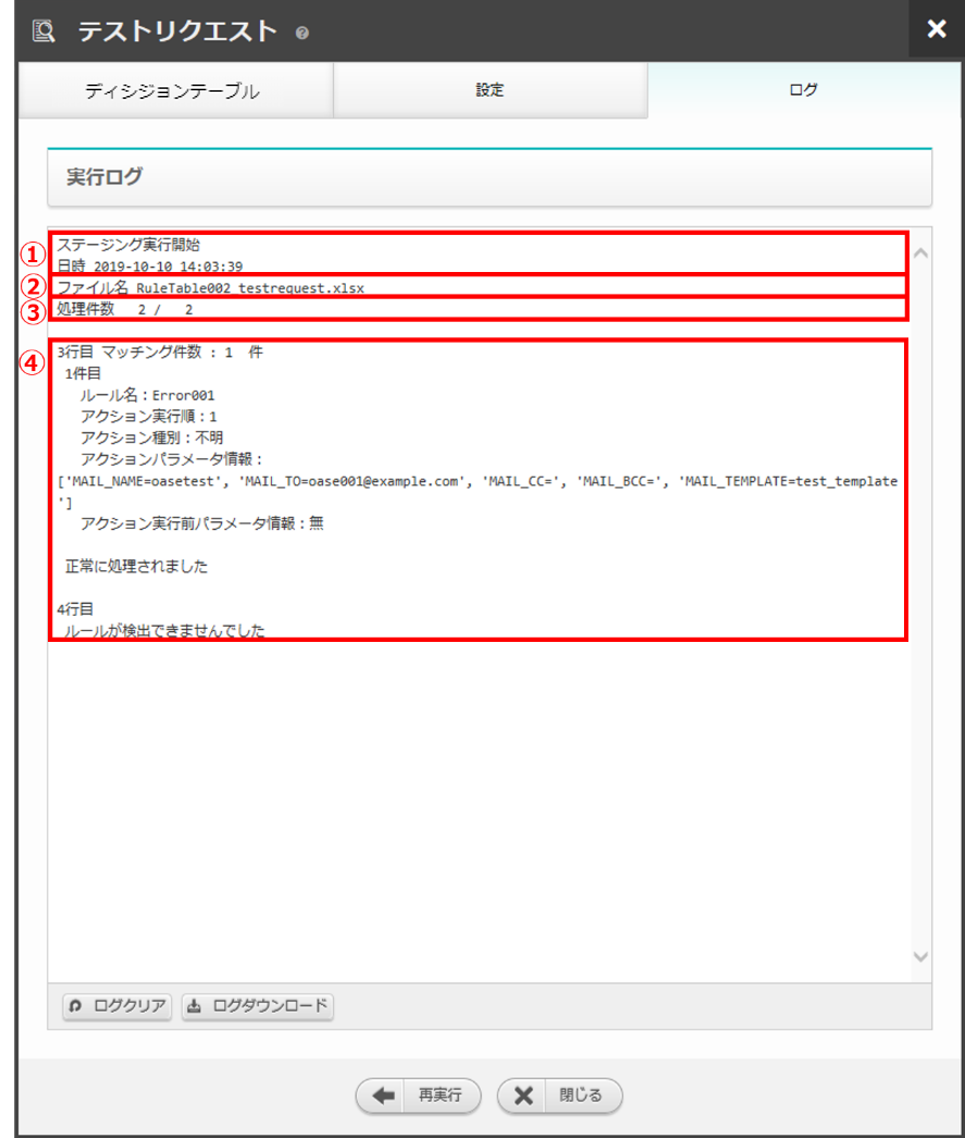 テストリクエスト ?
ディシジョンテーブル 設定 ログ
実行ログ
① ステージング実行開始
日時 2019-10-10 14:03:39
② ファイル名 RuleTable002_testrequest.xlsx
③ 処理件数 2 / 2
④ 3行目 マッチング件数 : 1 件
1件目
ルール名：Error001
アクション実行順：1
アクション種別：不明
アクションパラメータ情報：
['MAIL_NAME=oasetest', 'MAIL_TO=oase001@example.com', 'MAIL_CC=', 'MAIL_BCC=', 'MAIL_TEMPLATE=test_template
']
アクション実行前パラメータ情報：無
正常に処理されました
4行目
ルールが検出できませんでした
ログクリア ログダウンロード
再実行 閉じる